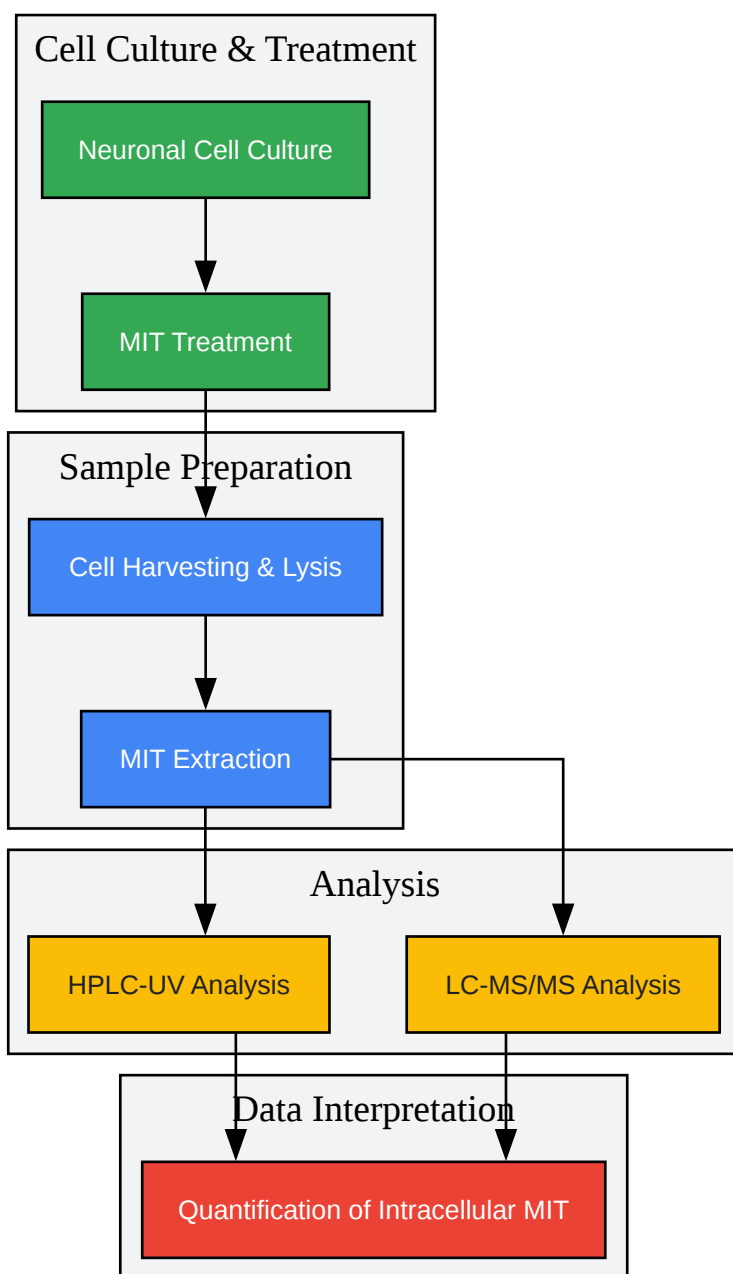 Cell Culture & Treatment
Neuronal Cell Culture
MIT Treatment
Sample Preparation
Cell Harvesting & Lysis
MIT Extraction
Analysis
HPLC-UV Analysis
LC-MS/MS Analysis
Data Interpretation
Quantification of Intracellular MIT